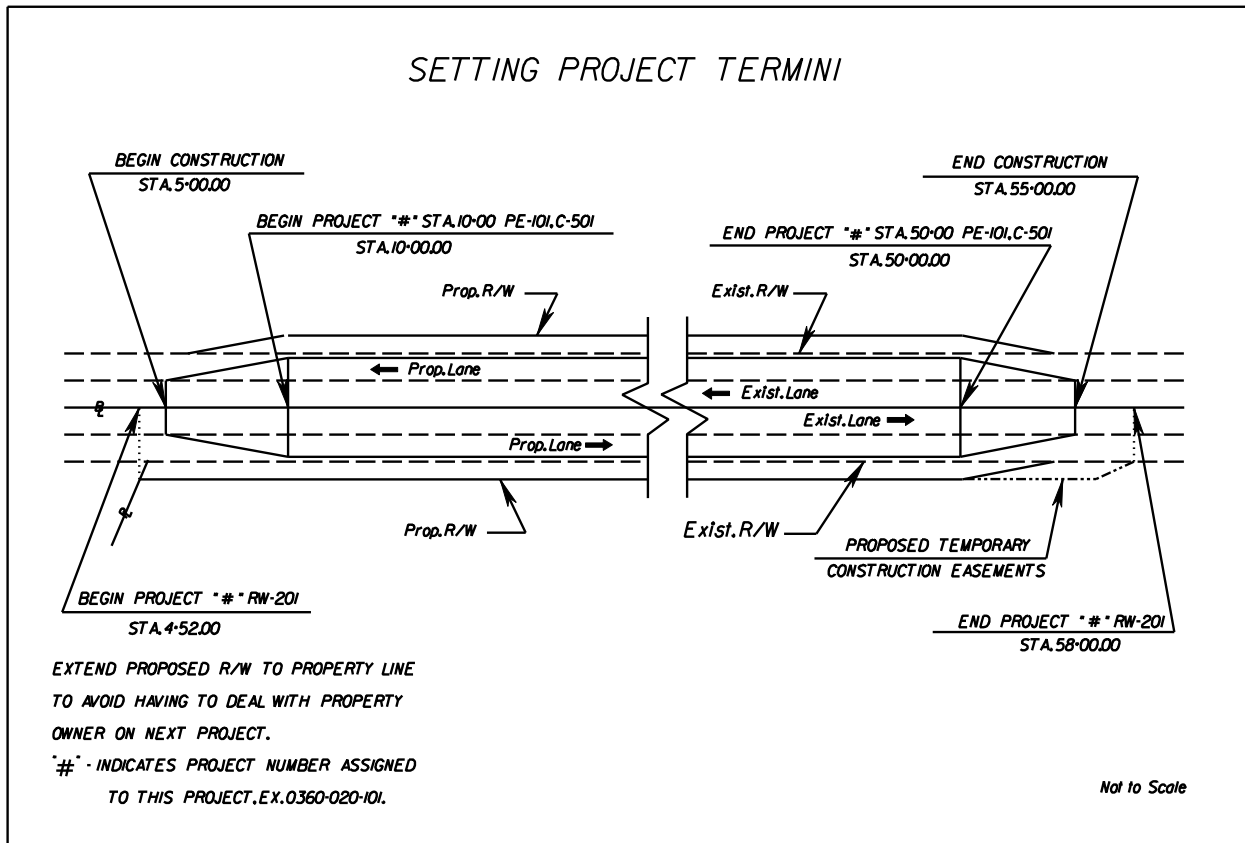 SETTING PROJECT TERMINI
BEGIN CONSTRUCTION
STA.5+00.00
END CONSTRUCTION
STA.55+00.00
BEGIN PROJECT "#" STA.10+00 PE-101,C-501
STA.10+00.00
END PROJECT "#" STA.50+00 PE-101,C-501
STA.50+00.00
Prop.R/W
Exist.R/W
Prop.Lane
Exist.Lane
BL
Exist.Lane
Prop.Lane
PL
Prop.R/W
Exist.R/W
PROPOSED TEMPORARY
CONSTRUCTION EASEMENTS
BEGIN PROJECT "#" RW-201
STA.4+52.00
END PROJECT "#" RW-201
STA.58+00.00
EXTEND PROPOSED R/W TO PROPERTY LINE
TO AVOID HAVING TO DEAL WITH PROPERTY
OWNER ON NEXT PROJECT.
"#" - INDICATES PROJECT NUMBER ASSIGNED
TO THIS PROJECT,EX.0360-020-101.
Not to Scale